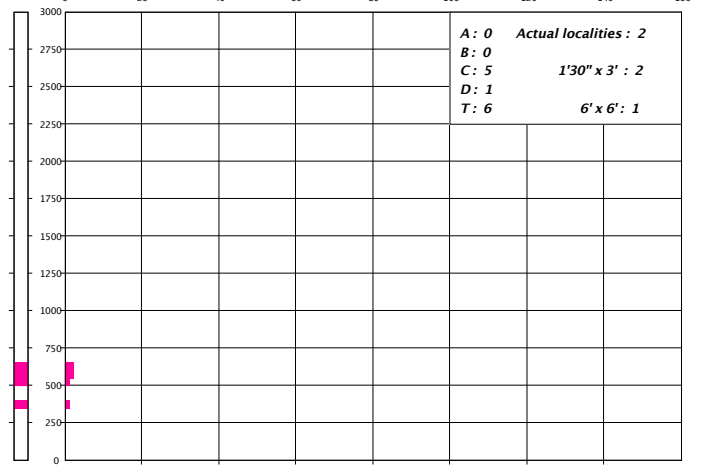 3000
A : 0 Actual localities : 2
2750
B : 0
C : 5 1'30" x 3' : 2
D : 1
2500
T : 6 6' x 6' : 1
2250
2000
1750
1500
1250
1000
750
500
250
0